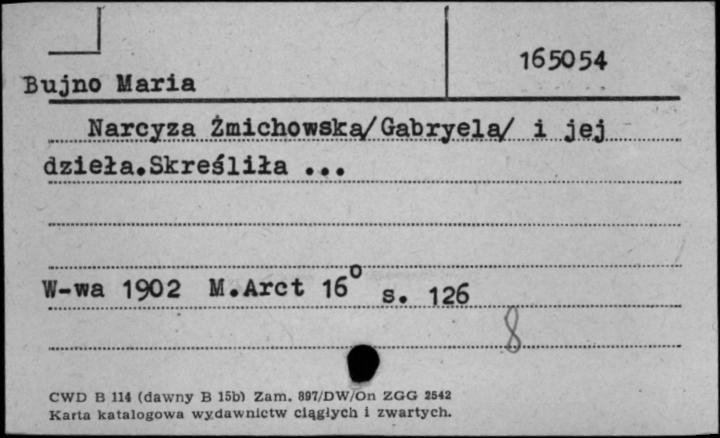 165054
Bujno Maria
Narcyza Żmichowska/Gabryela/ i jej
dzieła.Skreśliła ...
W-wa 1902 M.Arct 16° s. 126
8
CWD B 114 (dawny B 15b) Zam. 897/DW/On ZGG 2542
Karta katalogowa wydawnictw ciągłych i zwartych.